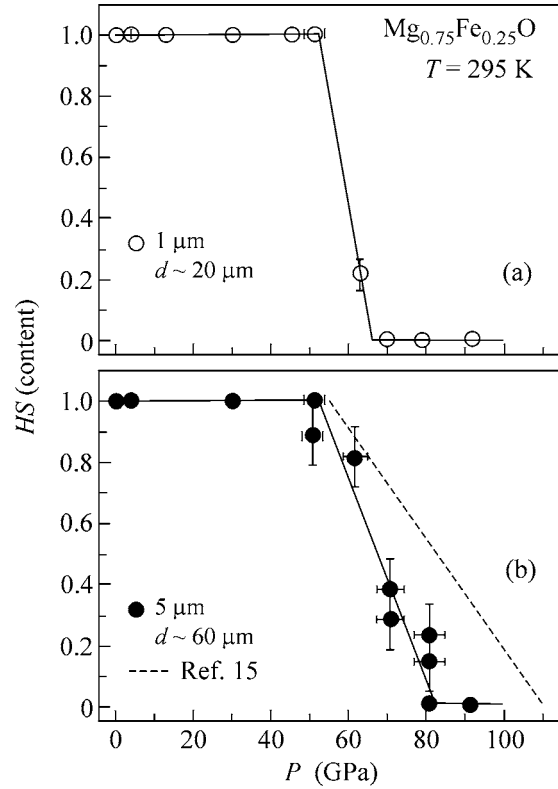 Mg0.75Fe0.25O
T = 295 K
1.0
0.8
0.6
0.4
0.2
0
1 μm
d ~ 20 μm
(a)
HS (content)
1.0
0.8
0.6
0.4
0.2
0
5 μm
d ~ 60 μm
Ref. 15
(b)
0 20 40 60 80 100
P (GPa)